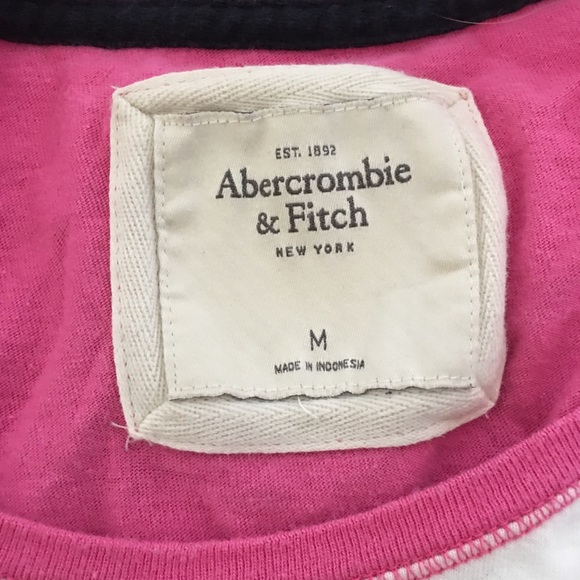 EST. 1892
Abercrombie
& Fitch
NEW YORK
M
MADE IN INDONESIA